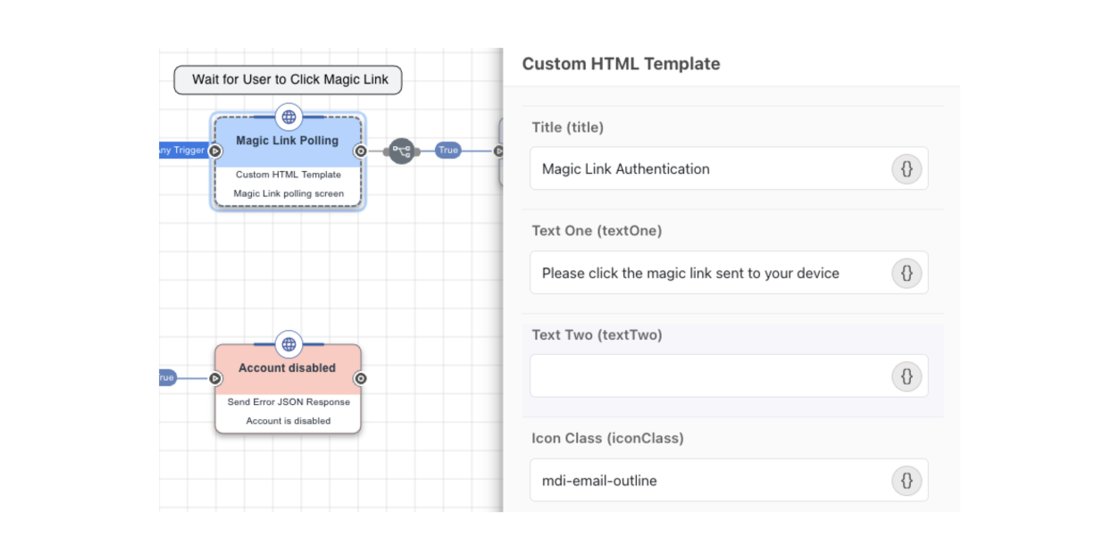 Wait for User to Click Magic Link
Magic Link Polling
ny Trigger
True
Custom HTML Template
Magic Link polling screen
Account disabled
rue
Send Error JSON Response
Account is disabled
Custom HTML Template
Title (title)
Magic Link Authentication
{}
Text One (textOne)
Please click the magic link sent to your device
{}
Text Two (textTwo)
{}
Icon Class (iconClass)
mdi-email-outline
{}